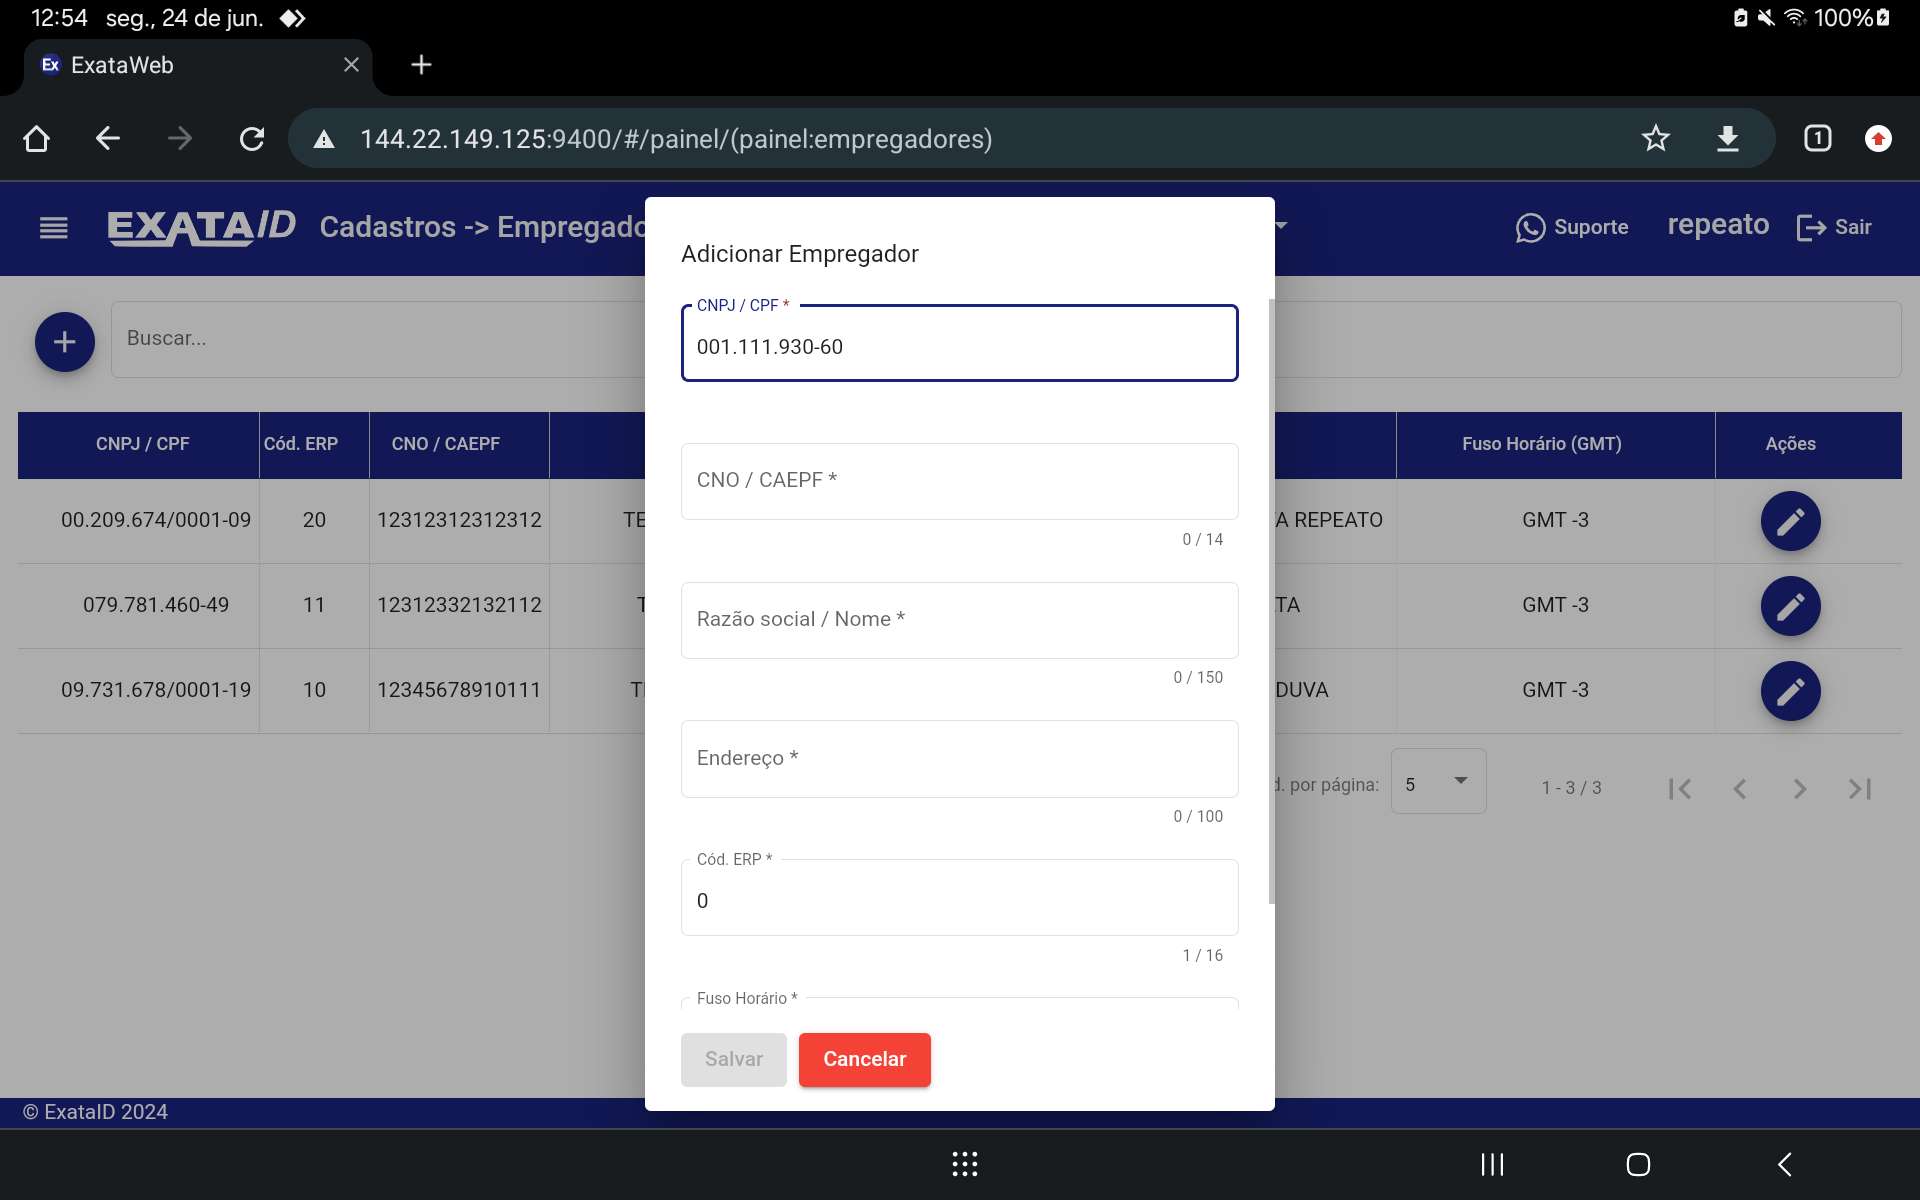 12:54 seg., 24 de jun. 100%
Ex ExataWeb
144.22.149.125:9400/#/painel/(painel:empregadores) 1
EXATA ID Cadastros -> Empregado Suporte repeato Sair
Adicionar Empregador
CNPJ / CPF *
001.111.930-60
Buscar...
CNPJ / CPF Cód. ERP CNO / CAEPF Fuso Horário (GMT) Ações
CNO / CAEPF *
0 / 14
00.209.674/0001-09 20 12312312312312 TE A REPEATO GMT -3
079.781.460-49 11 12312332132112 T TA GMT -3
Razão social / Nome *
0 / 150
09.731.678/0001-19 10 12345678910111 DUVA GMT -3
Endereço *
0 / 100
d. por página: 5 1 - 3 / 3
Cód. ERP *
0
1 / 16
Fuso Horário *
Salvar Cancelar
© ExataID 2024